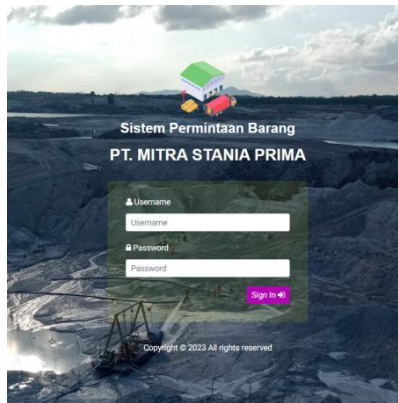 Sistem Permintaan Barang
PT. MITRA STANIA PRIMA
Username
Username
Password
Password
Sign In
Copyright © 2023 All rights reserved